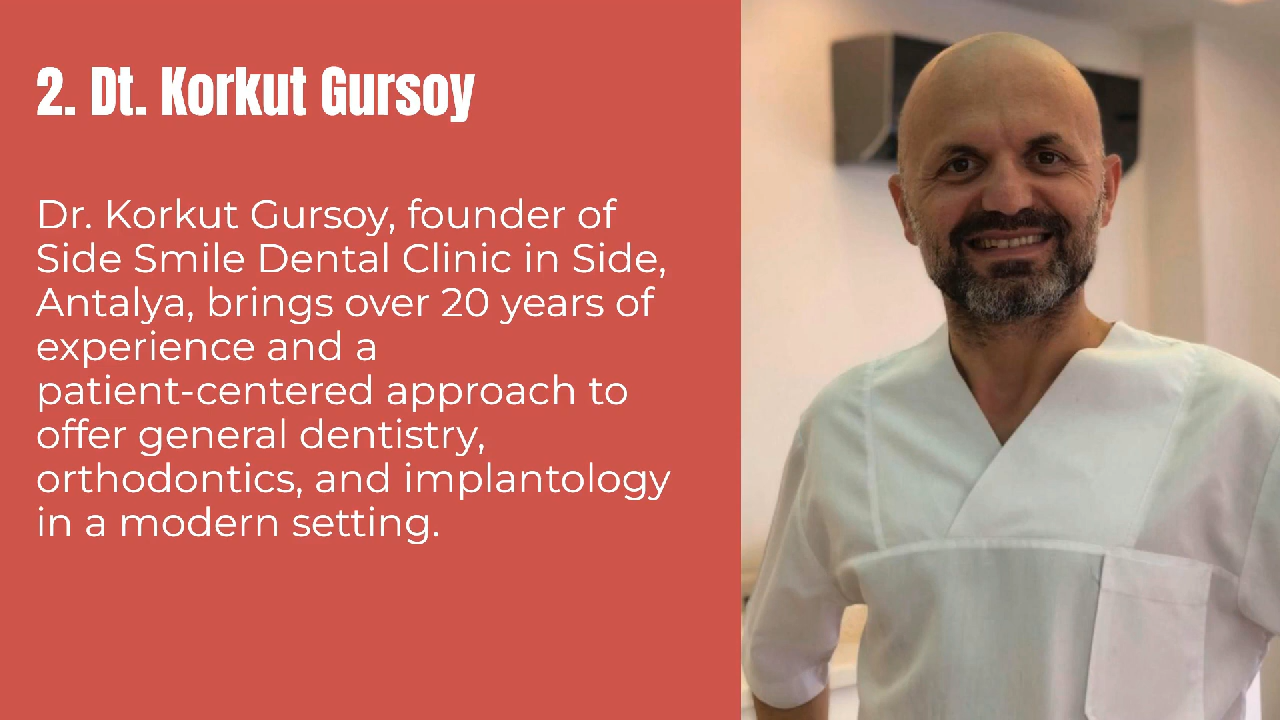 2. Dt. Korkut Gursoy
Dr. Korkut Gursoy, founder of
Side Smile Dental Clinic in Side,
Antalya, brings over 20 years of
experience and a
patient-centered approach to
offer general dentistry,
orthodontics, and implantology
in a modern setting.